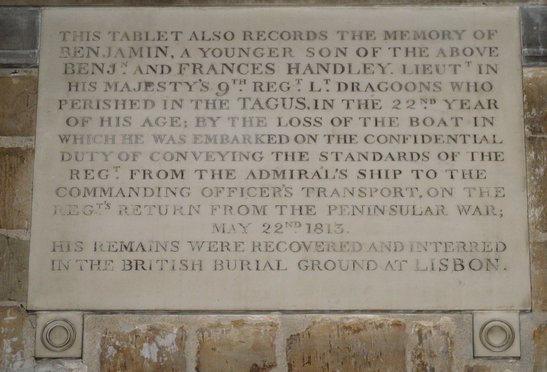 THIS TABLET ALSO RECORDS THE MEMORY OF
BENJAMIN, A YOUNGER SON OF THE ABOVE
BENJN. AND FRANCES HANDLEY. LIEUTT IN
HIS MAJESTY'S 9TH REGT LT. DRAGOONS WHO
PERISHED IN THE TAGUS, IN THE 22ND YEAR
OF HIS AGE; BY THE LOSS OF THE BOAT IN
WHICH HE WAS EMBARKED ON THE CONFIDENTIAL
DUTY OF CONVEYING THE STANDARDS OF THE
REGT. FROM THE ADMIRAL'S SHIP TO THE
COMMANDING OFFICER'S TRANSPORT, ON THE
REGT'S RETURN FROM THE PENINSULAR WAR;
MAY 22ND 1813.
HIS REMAINS WERE RECOVERED AND INTERRED
IN THE BRITISH BURIAL GROUND AT LISBON.